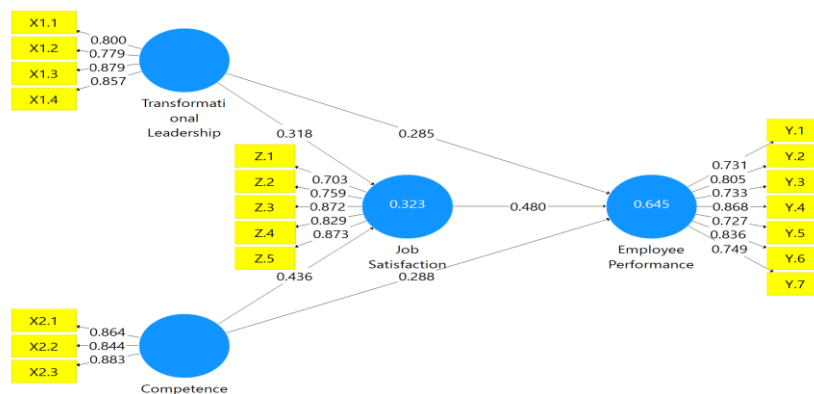 X1.1
X1.2
X1.3
X1.4
0.800
0.779
0.879
0.857
Transformati
onal
Leadership
0.318
0.285
Z.1
Z.2
Z.3
Z.4
Z.5
0.703
0.759
0.872
0.829
0.873
0.323
Job
Satisfaction
0.480
0.645
Employee
Performance
0.731
0.805
0.733
0.868
0.727
0.836
0.749
Y.1
Y.2
Y.3
Y.4
Y.5
Y.6
Y.7
0.436
0.288
X2.1
X2.2
X2.3
0.864
0.844
0.883
Competence